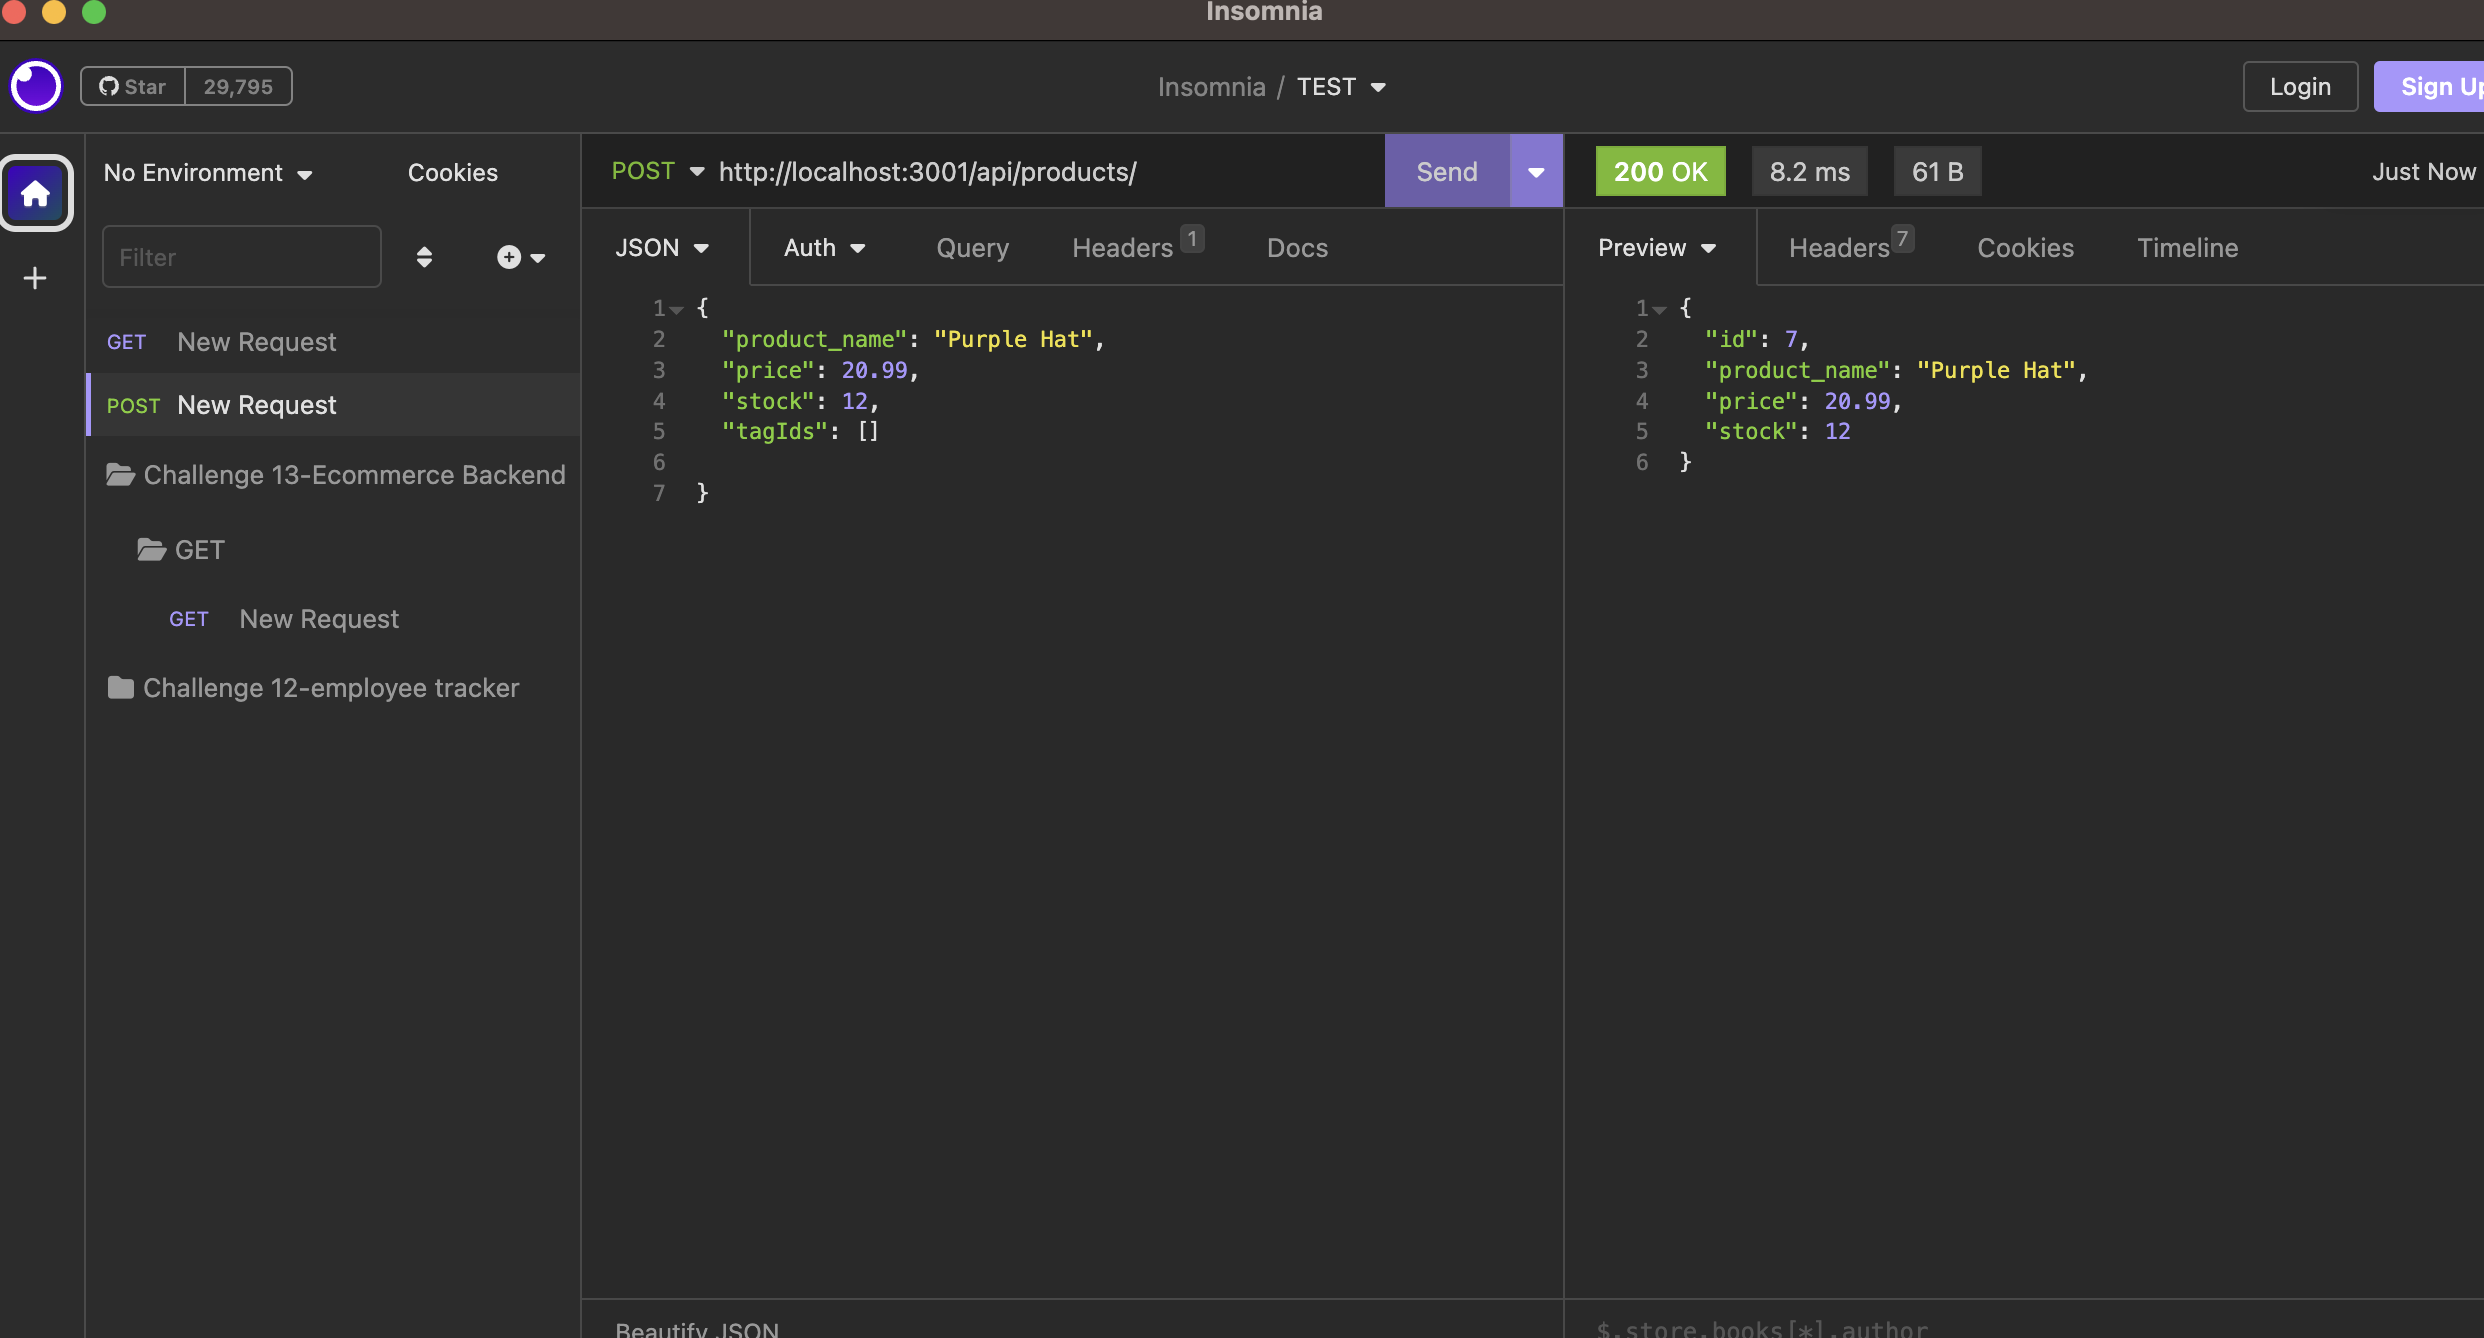 Insomnia
Star 29,795
Insomnia / TEST
Login
Sign Up
No Environment
Cookies
Filter
GET New Request
POST New Request
Challenge 13-Ecommerce Backend
GET
GET New Request
Challenge 12-employee tracker
POST http://localhost:3001/api/products/
Send
JSON Auth Query Headers 1 Docs
1 {
2 "product_name": "Purple Hat",
3 "price": 20.99,
4 "stock": 12,
5 "tagIds": []
6
7 }
Beautify JSON
200 OK 8.2 ms 61 B Just Now
Preview Headers 7 Cookies Timeline
1 {
2 "id": 7,
3 "product_name": "Purple Hat",
4 "price": 20.99,
5 "stock": 12
6 }
$.store.books[*].author